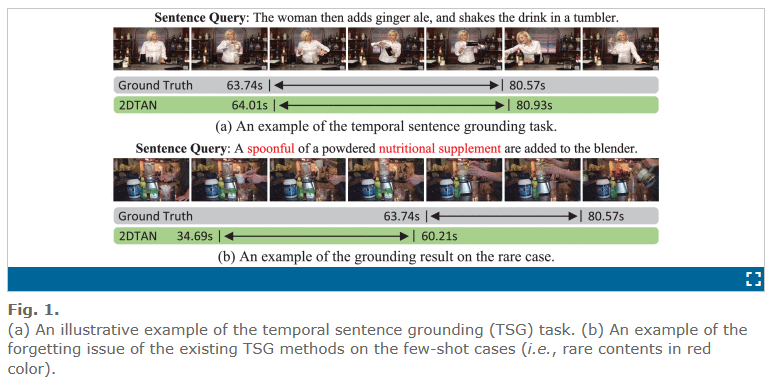 Sentence Query: The woman then adds ginger ale, and shakes the drink in a tumbler.
Ground Truth 63.74s 80.57s
2DTAN 64.01s 80.93s
(a) An example of the temporal sentence grounding task.
Sentence Query: A spoonful of a powdered nutritional supplement are added to the blender.
Ground Truth 63.74s 80.57s
2DTAN 34.69s 60.21s
(b) An example of the grounding result on the rare case.
Fig. 1.
(a) An illustrative example of the temporal sentence grounding (TSG) task. (b) An example of the
forgetting issue of the existing TSG methods on the few-shot cases (i.e., rare contents in red
color).